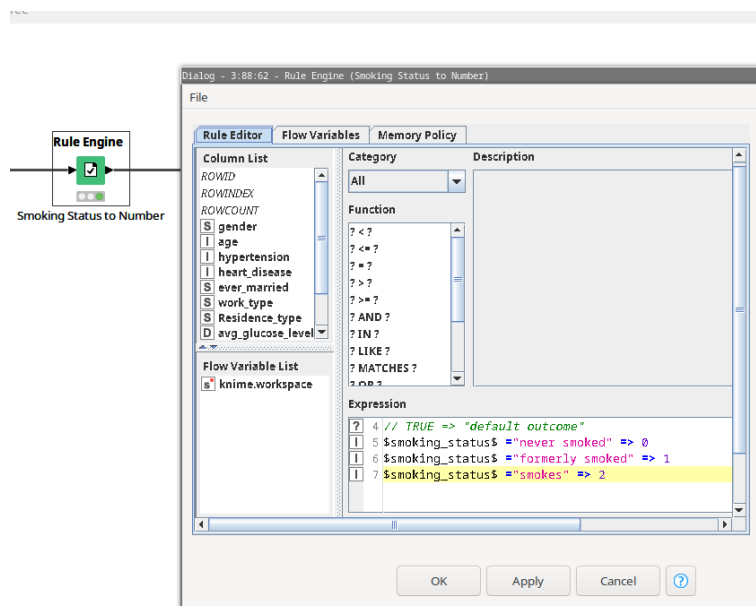 Dialog - 3:88:62 - Rule Engine (Smoking Status to Number)
File
Rule Engine
Smoking Status to Number
Rule Editor
Flow Variables
Memory Policy
Column List
ROWID
ROWINDEX
ROWCOUNT
S gender
I age
I hypertension
I heart_disease
S ever_married
S work_type
S Residence_type
D avg_glucose_level
Flow Variable List
s knime.workspace
Category
All
Function
? < ?
? <= ?
? = ?
? > ?
? >= ?
? AND ?
? IN ?
? LIKE ?
? MATCHES ?
? OR ?
Description
Expression
? 4 // TRUE => "default outcome"
I 5 $smoking_status$ ="never smoked" => 0
I 6 $smoking_status$ ="formerly smoked" => 1
I 7 $smoking_status$ ="smokes" => 2
OK
Apply
Cancel
?